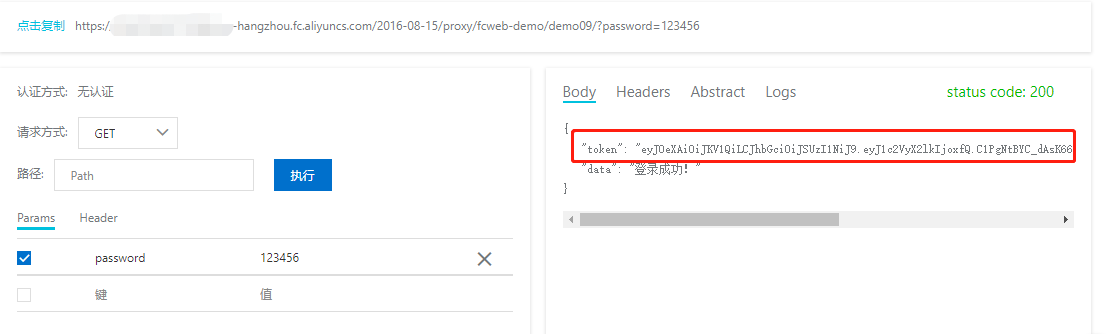 点击复制 https://-hangzhou.fc.aliyuncs.com/2016-08-15/proxy/fcweb-demo/demo09/?password=123456
认证方式: 无认证
请求方式: GET
路径: Path 执行
Params Header
password 123456
键 值
Body Headers Abstract Logs status code: 200
{
"token": "eyJ0eXAiOiJKV1QiLCJhbGciOiJSUzI1NiJ9.eyJ1c2VyX2lkIjoxfQ.C1PgNtBYC_dAsK66
"data": "登录成功!"
}